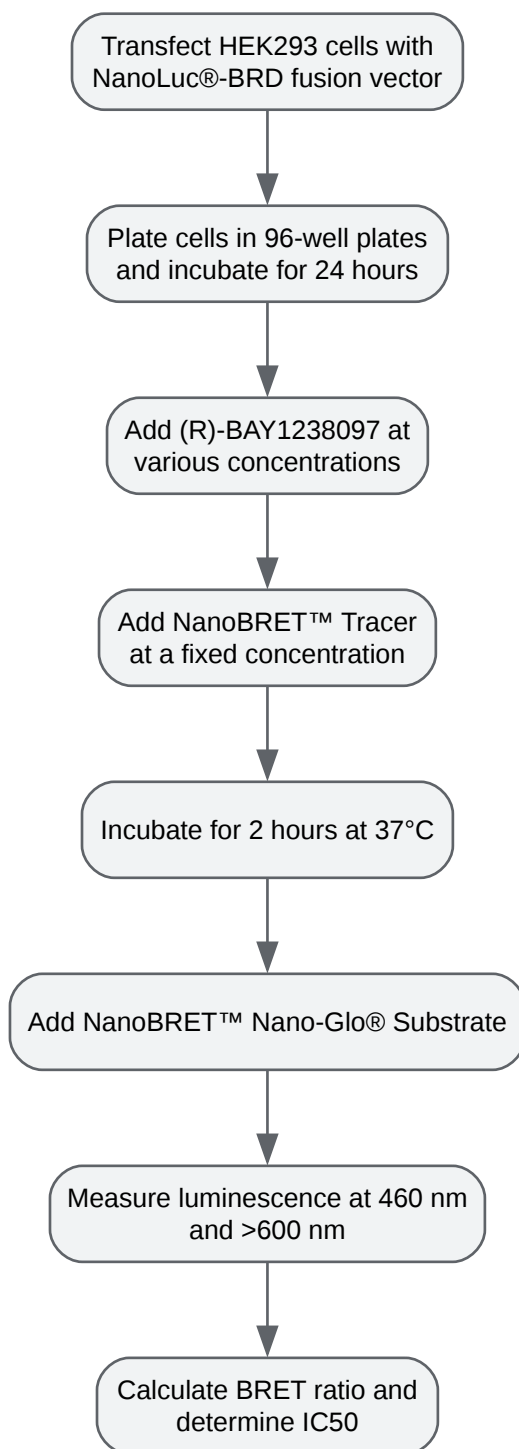 Transfect HEK293 cells with
NanoLuc®-BRD fusion vector
Plate cells in 96-well plates
and incubate for 24 hours
Add (R)-BAY1238097 at
various concentrations
Add NanoBRET™ Tracer
at a fixed concentration
Incubate for 2 hours at 37°C
Add NanoBRET™ Nano-Glo® Substrate
Measure luminescence at 460 nm
and >600 nm
Calculate BRET ratio and
determine IC50